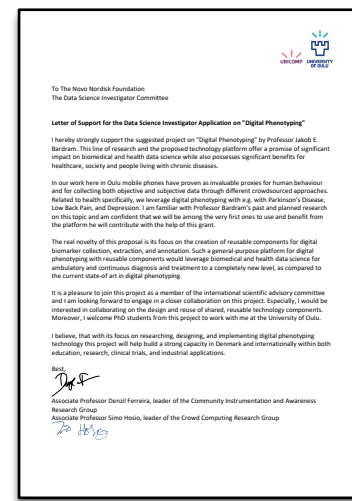 UBICOMP
UNIVERSITY
OF OULU
To The Novo Nordisk Foundation
The Data Science Investigator Committee
Letter of Support for the Data Science Investigator Application on "Digital Phenotyping"
I hereby strongly support the suggested project on "Digital Phenotyping" by Professor Jakob E.
Bardram. This line of research and the proposed technology platform offer a promise of significant
impact on biomedical and health data science while also possesses significant benefits for
healthcare, society and people living with chronic diseases.
In our work here in Oulu mobile phones have proven as invaluable proxies for human behaviour
and for collecting both objective and subjective data through different crowdsourced approaches.
Related to health specifically, we leverage digital phenotyping with e.g. with Parkinson's Disease,
Low Back Pain, and Depression. I am familiar with Professor Bardram's past and planned research
on this topic and am confident that we will be among the very first ones to use and benefit from
the platform he will contribute with the help of this grant.
The real novelty of this proposal is its focus on the creation of reusable components for digital
biomarker collection, extraction, and annotation. Such a general-purpose platform for digital
phenotyping with reusable components would leverage biomedical and health data science for
ambulatory and continuous diagnosis and treatment to a completely new level, as compared to
the current state-of art in digital phenotyping.
It is a pleasure to join this project as a member of the international scientific advisory committee
and I am looking forward to engage in a closer collaboration on this project. Especially, I would be
interested in collaborating on the design and reuse of shared, reusable technology components.
Moreover, I welcome PhD students from this project to work with me at the University of Oulu.
I believe, that with its focus on researching, designing, and implementing digital phenotyping
technology this project will help build a strong capacity in Denmark and internationally within both
education, research, clinical trials, and industrial applications.
Best,
Associate Professor Denzil Ferreira, leader of the Community Instrumentation and Awareness
Research Group
Associate Professor Simo Hosio, leader of the Crowd Computing Research Group